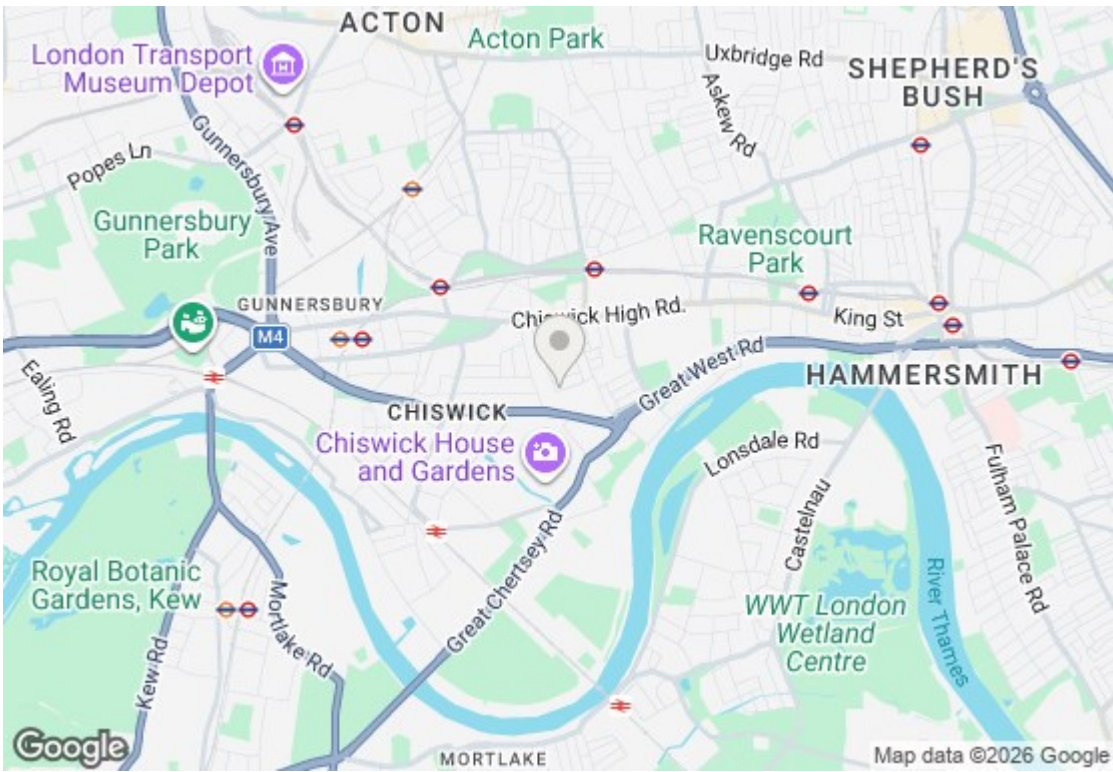 ACTON
Acton Park
London Transport
Museum Depot
Uxbridge Rd
SHEPHERD'S
BUSH
Askew Rd
Gunnersbury Ave
Popes Ln
Gunnersbury
Park
Ravenscourt
Park
GUNNERSBURY
Chiswick High Rd.
King St
M4
Great West Rd
Ealing Rd
HAMMERSMITH
CHISWICK
Chiswick House
and Gardens
Lonsdale Rd
Fulham Palace Rd
Castelnau
Great Chertsey Rd
River Thames
Royal Botanic
Gardens, Kew
Mortlake Rd
WWT London
Wetland
Centre
Kew Rd
Google
MORTLAKE
Map data ©2026 Google